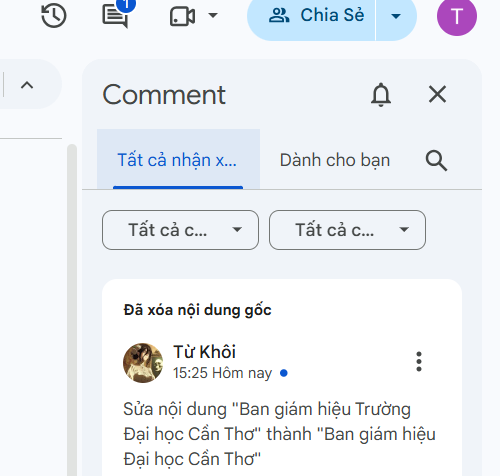 1
Chia Sẻ
T
Comment
Tất cả nhận x...
Dành cho bạn
Tất cả c...
Tất cả c...
Đã xóa nội dung gốc
Từ Khôi
15:25 Hôm nay
Sửa nội dung "Ban giám hiệu Trường
Đại học Cần Thơ" thành "Ban giám hiệu
Đại học Cần Thơ"